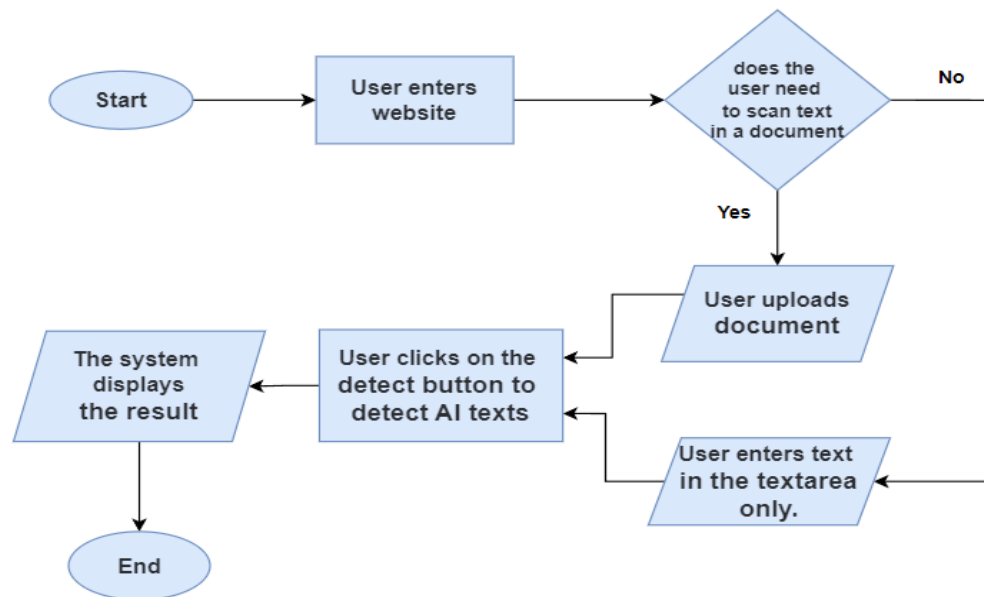 Start
User enters
website
does the
user need
to scan text
in a document
No
Yes
User uploads
document
The system
displays
the result
User clicks on the
detect button to
detect AI texts
User enters text
in the textarea
only.
End